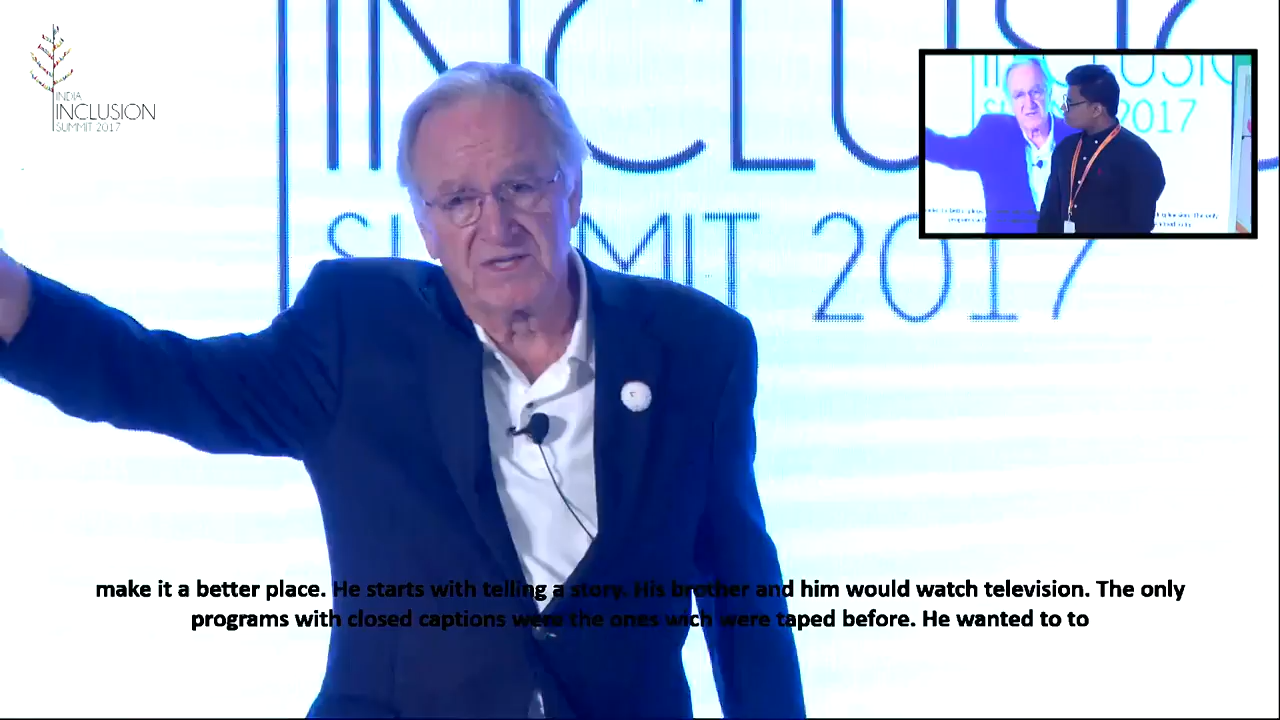 INCLUSIO
SUMMIT 2017
INDIA
INCLUSION
SUMMIT 2017
2017
make it a better place. He starts with telling a story. His brother and him would watch television. The only
programs with closed captions were the ones wich were taped before. He wanted to to